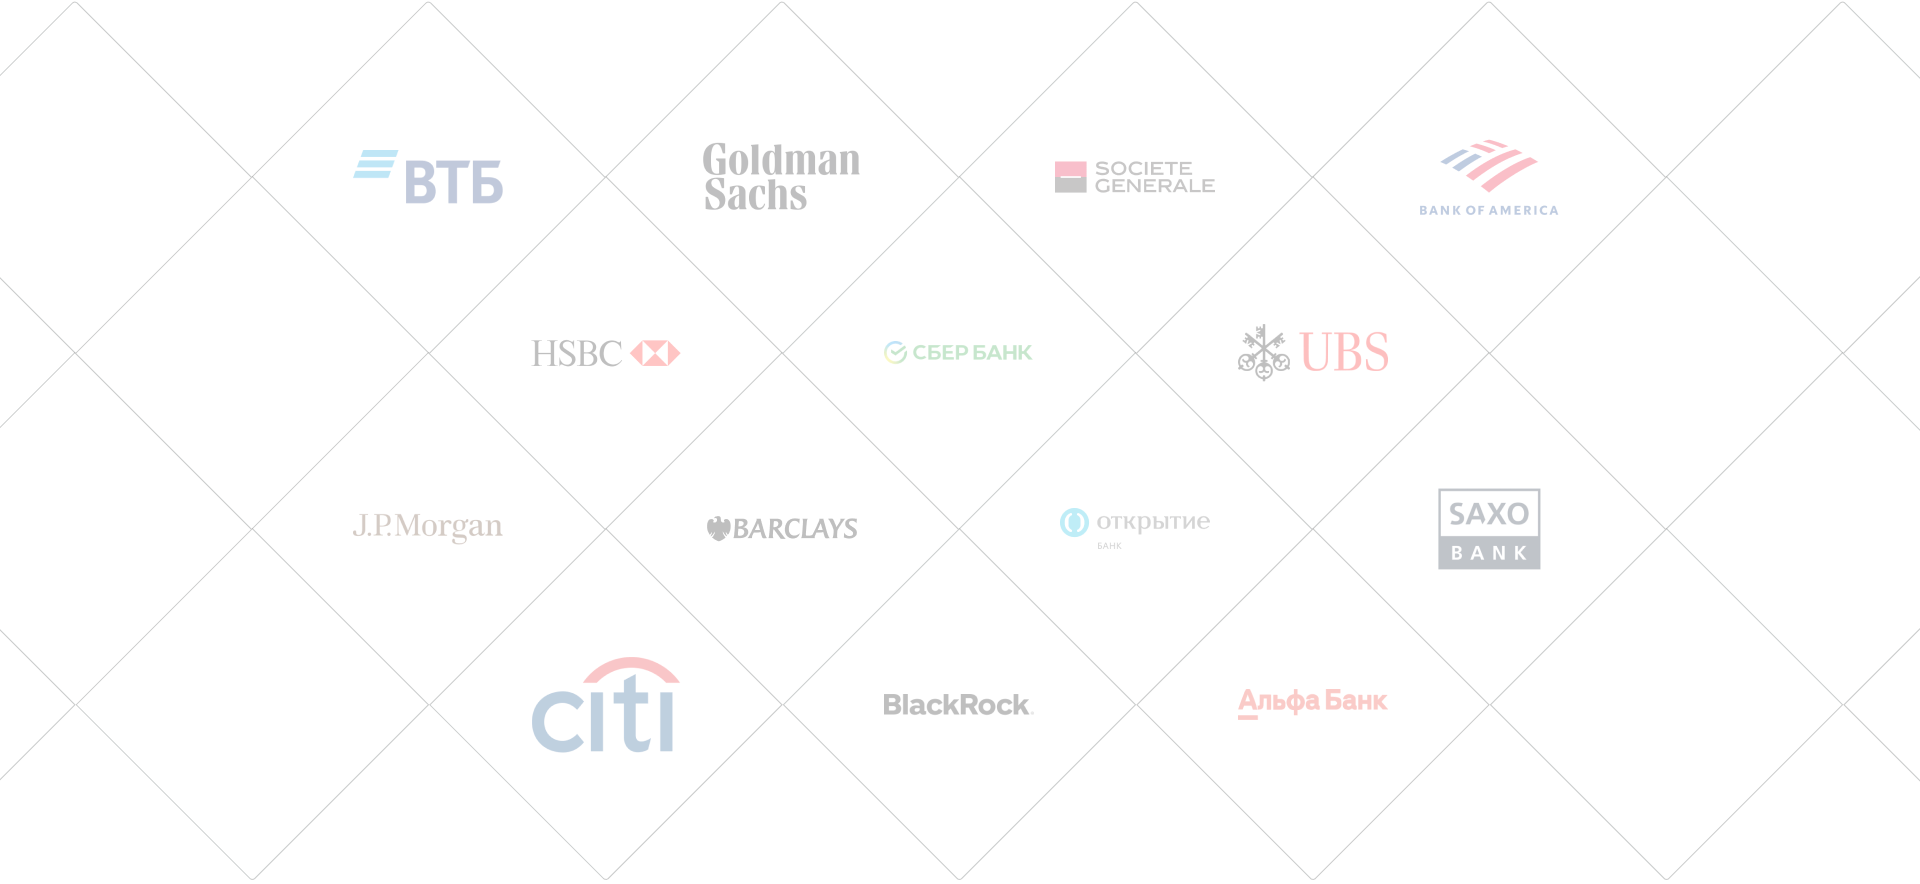 ВТБ
Goldman
Sachs
SOCIETE
GENERALE
BANK OF AMERICA
HSBC
СБЕР БАНК
UBS
J.P.Morgan
BARCLAYS
открытие
БАНК
SAXO
BANK
citi
BlackRock.
Альфа Банк